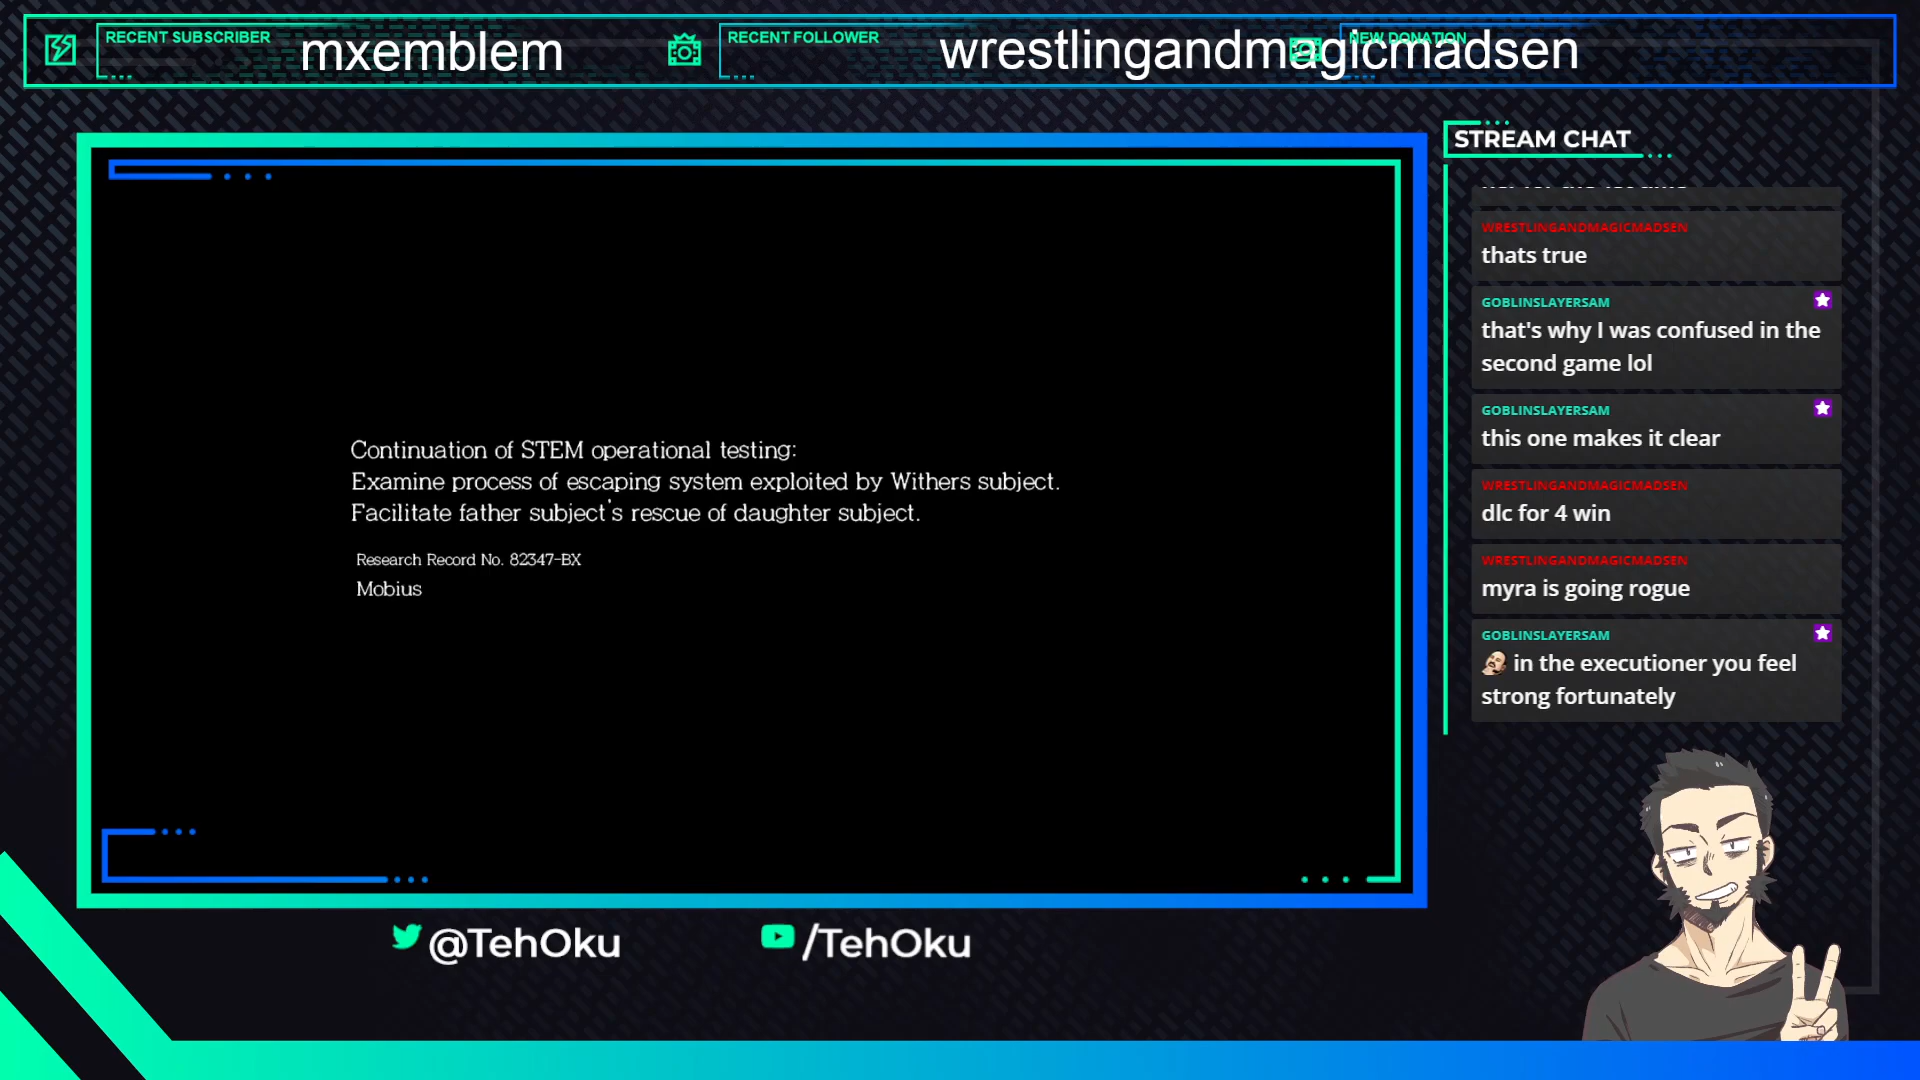 RECENT SUBSCRIBER
mxemblem
RECENT FOLLOWER
wrestlingandmagicmadsen
NEW DONATION
STREAM CHAT
WRESTLINGANDMAGICMADSEN
thats true
GOBLINSLAYERSAM
that's why I was confused in the
second game lol
GOBLINSLAYERSAM
this one makes it clear
WRESTLINGANDMAGICMADSEN
dlc for 4 win
WRESTLINGANDMAGICMADSEN
myra is going rogue
GOBLINSLAYERSAM
in the executioner you feel
strong fortunately
Continuation of STEM operational testing:
Examine process of escaping system exploited by Withers subject.
Facilitate father subject's rescue of daughter subject.
Research Record No. 82347-BX
Mobius
@TehOku
/TehOku